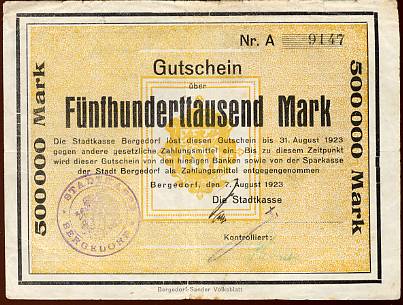 Nr. A 9147
Gutschein
über
Fünfhunderttausend Mark
Die Stadtkasse Bergedorf löst diesen Gutschein bis 31. August 1923
gegen andere gesetzliche Zahlungsmittel ein. Bis zu diesem Zeitpunkt
wird dieser Gutschein von den hiesigen Banken sowie von der Sparkasse
der Stadt Bergedorf als Zahlungsmittel entgegengenommen
Bergedorf, den 7. August 1923
Die Stadtkasse
Kontrolliert:
500000 Mark
500000 Mark
BERGEDORF
Bergedorf-Sander Volksblatt